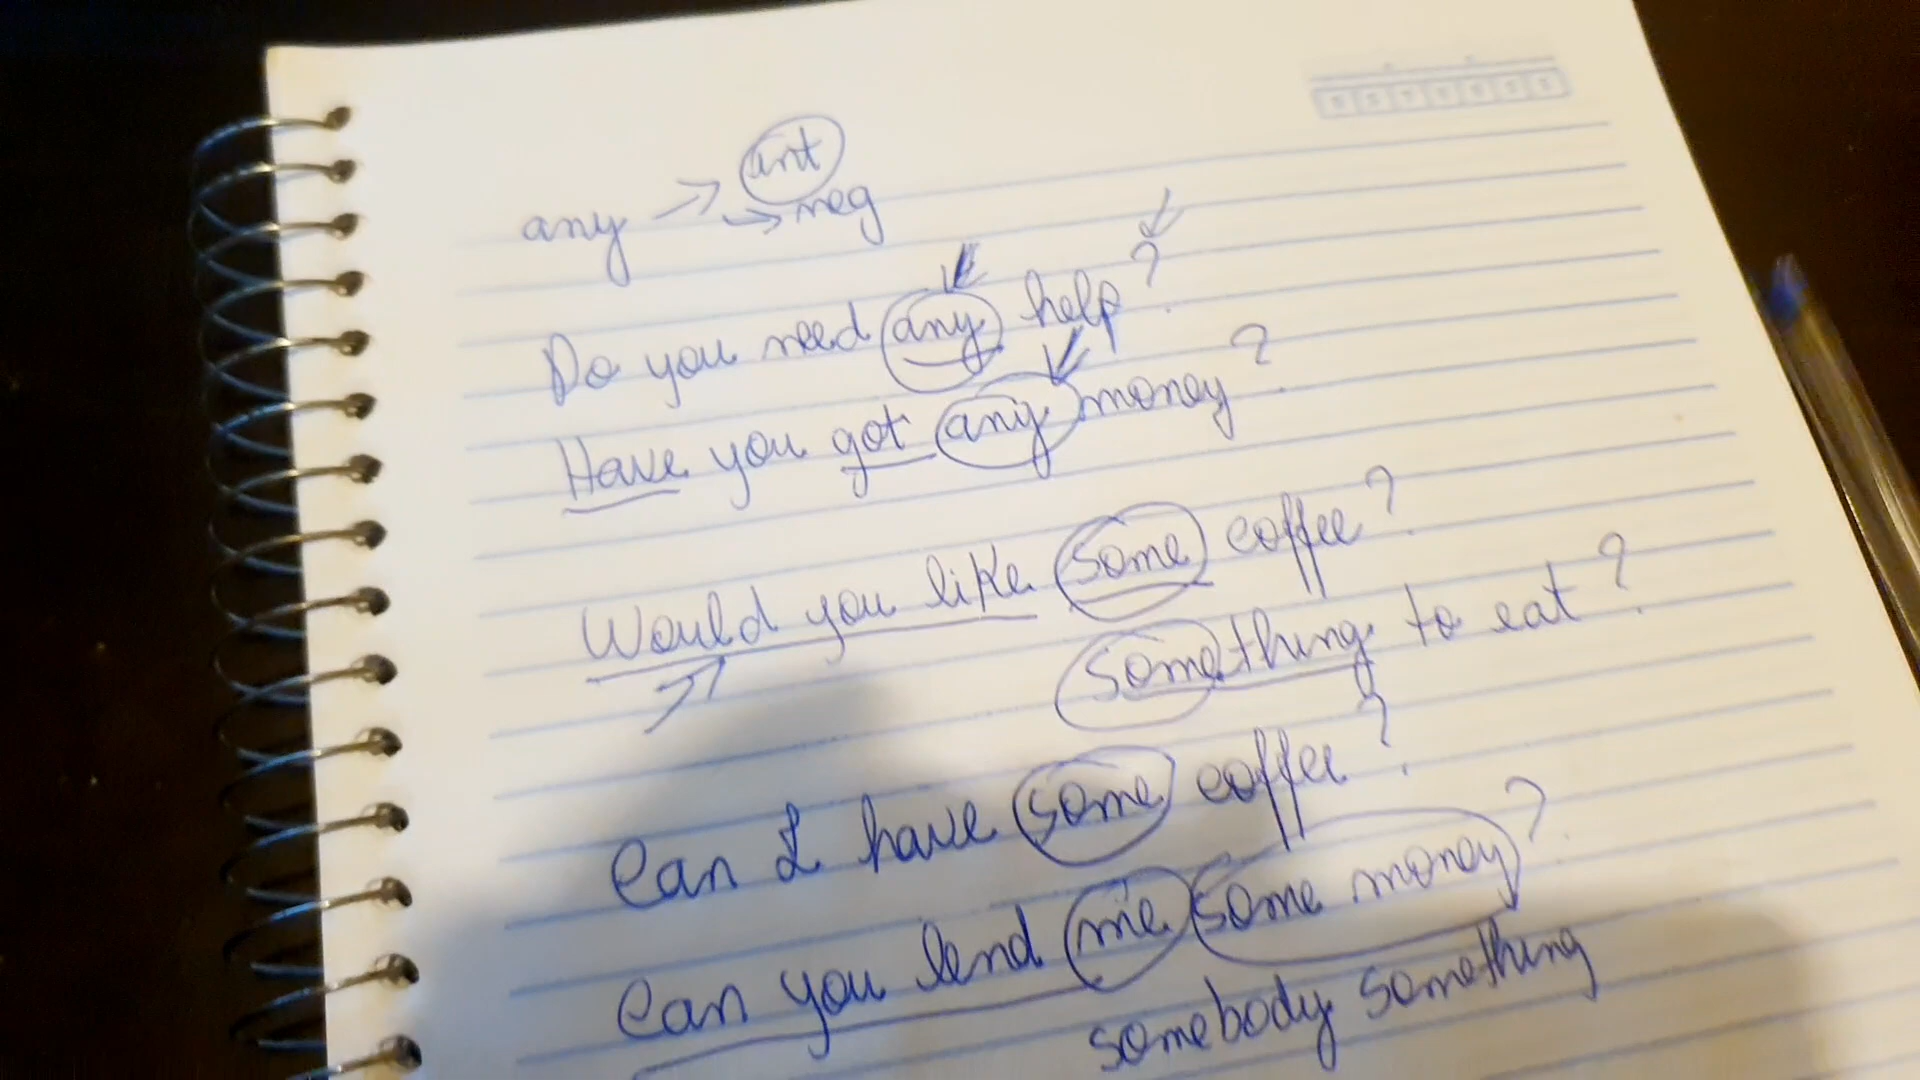 any → int
→ neg
Do you need any help?
Have you got any money?
Would you like some coffee?
something to eat?
Can I have some coffee?
Can you lend me some money?
somebody something